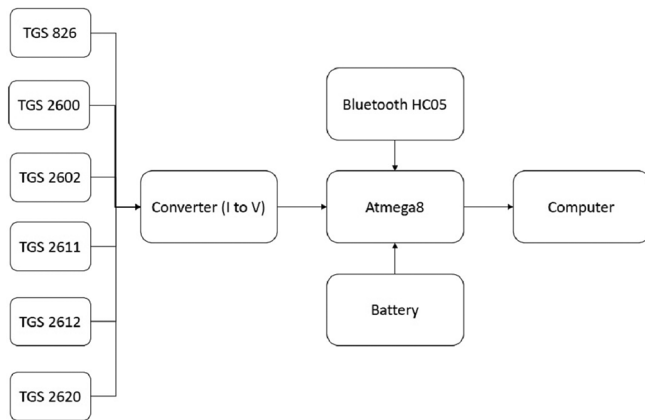 TGS 826
TGS 2600
TGS 2602
TGS 2611
TGS 2612
TGS 2620
Converter (I to V)
Bluetooth HC05
Atmega8
Battery
Computer